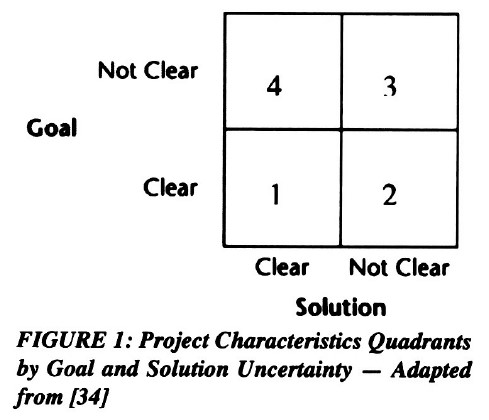 Not Clear
4
3
Goal
Clear
1
2
Clear
Not Clear
Solution
FIGURE 1: Project Characteristics Quadrants
by Goal and Solution Uncertainty — Adapted
from [34]